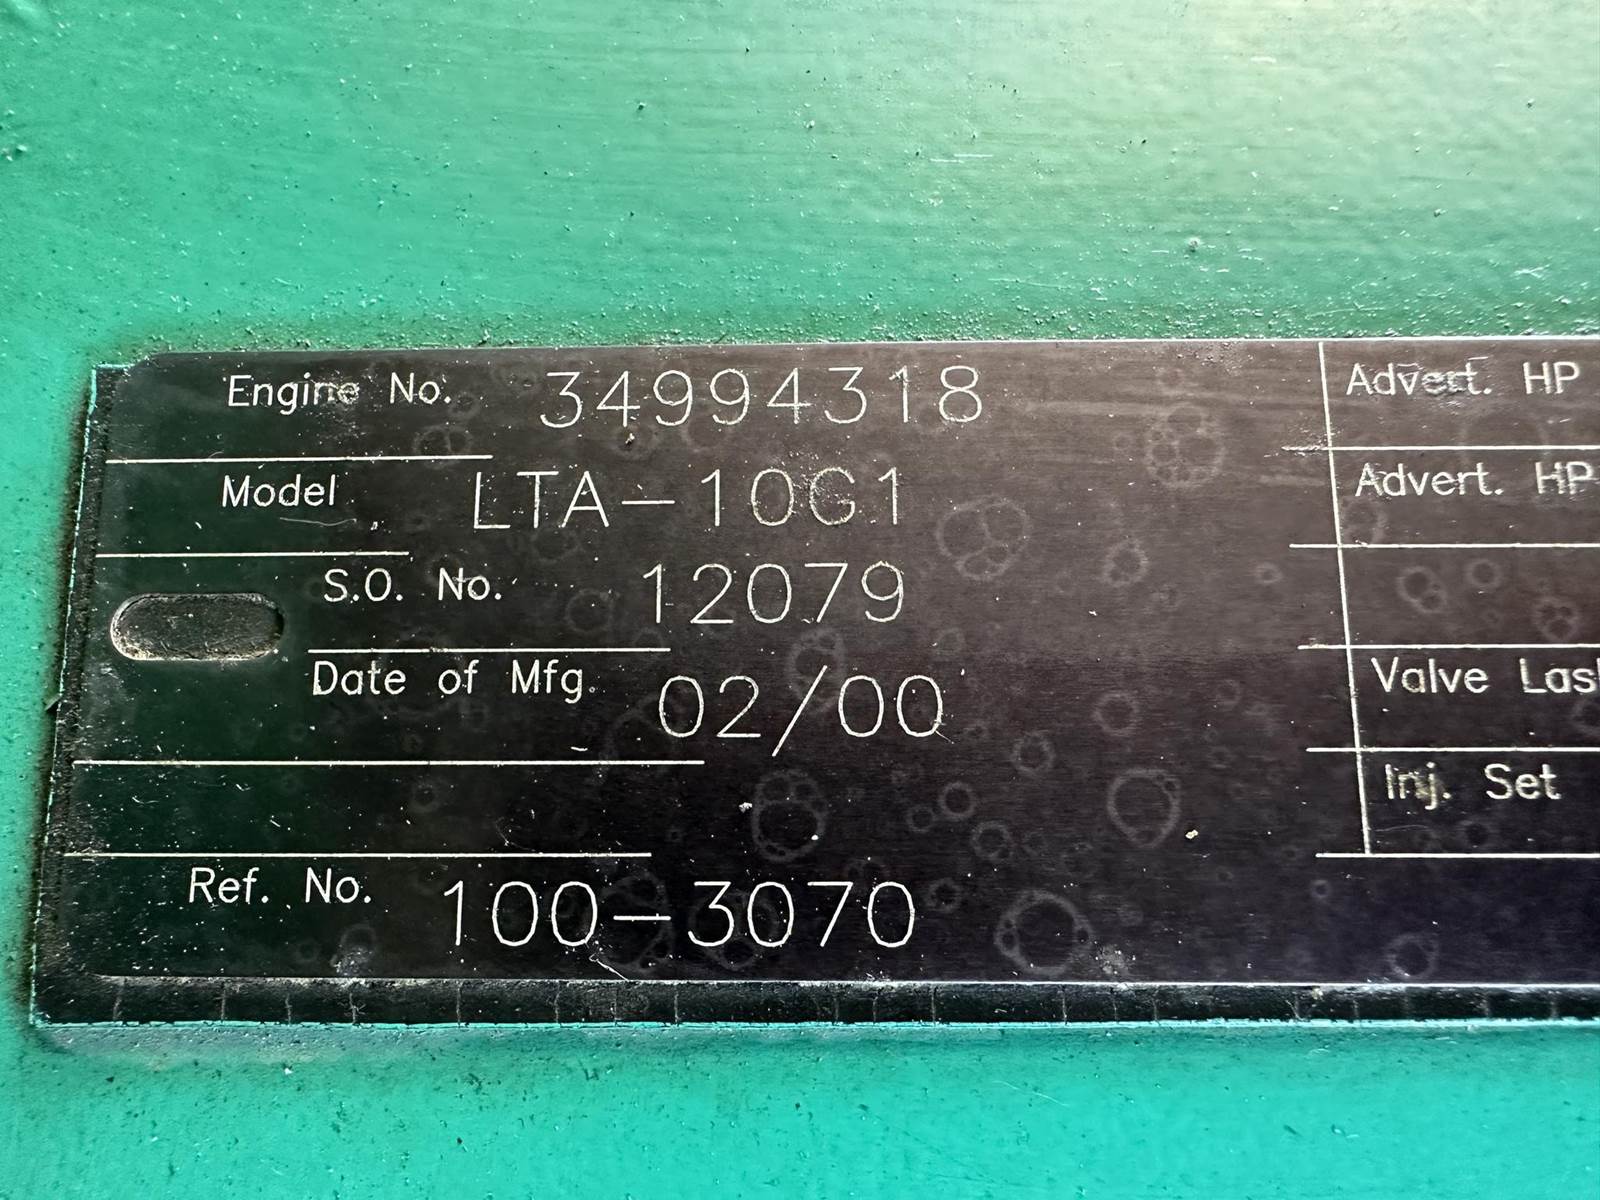 Engine No. 34994318
Model LTA-10G1
S.O. No. 12079
Date of Mfg. 02/00
Ref. No. 100-3070
Advert. HP
Advert. HP
Valve Las
Inj. Set